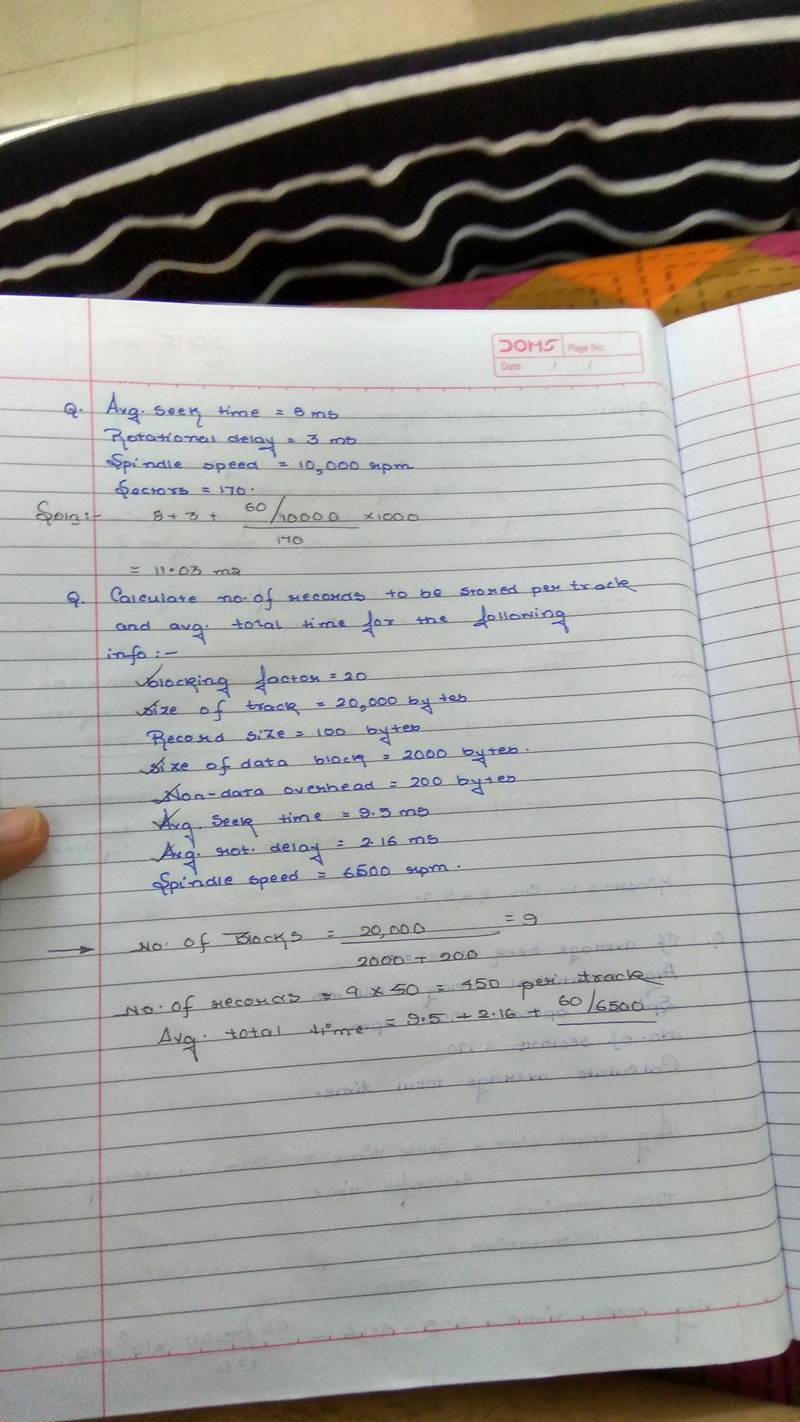 DOMS Page No.
Date / /
Q. Avg. seek time = 8 ms
Rotational delay = 3 ms
Spindle speed = 10,000 rpm
Sectors = 170.
Soln:- 8 + 3 + 60/10000 × 1000
170
= 11.03 ms
Q. Calculate no. of records to be stored per track
and avg. total time for the following
info :-
blocking factor = 20
Size of track = 20,000 bytes
Record size = 100 bytes
Size of data block = 2000 bytes.
Non-data overhead = 200 bytes
Avg. Seek time = 9.5 ms
Avg. rot. delay = 2.16 ms
Spindle speed = 6500 rpm.
→ No. of Blocks = 20,000 = 9
2000 + 200
No. of records = 9 × 50 = 450 per track
Avg. total time = 9.5 + 2.16 + 60/6500